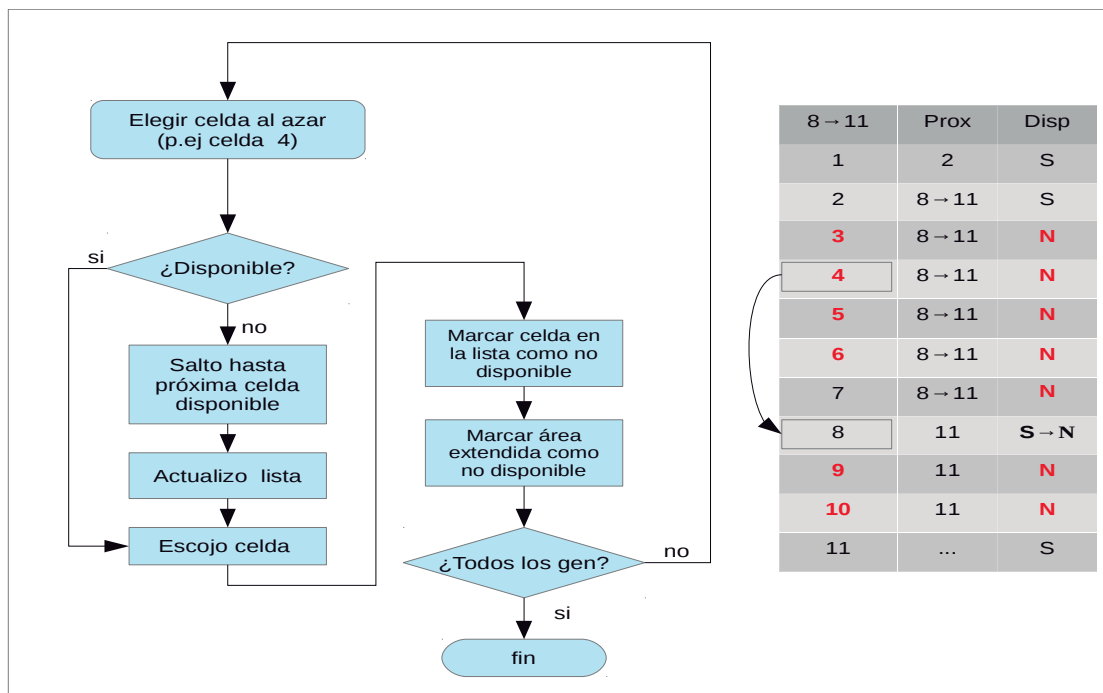 Elegir celda al azar
(p.ej celda 4)
¿Disponible?
si
no
Salto hasta
próxima celda
disponible
Actualizo lista
Escojo celda
Marcar celda en
la lista como no
disponible
Marcar área
extendida como
no disponible
¿Todos los gen?
no
si
fin
8→11 Prox Disp
1 2 S
2 8→11 S
3 8→11 N
4 8→11 N
5 8→11 N
6 8→11 N
7 8→11 N
8 11 S→N
9 11 N
10 11 N
11 ... S